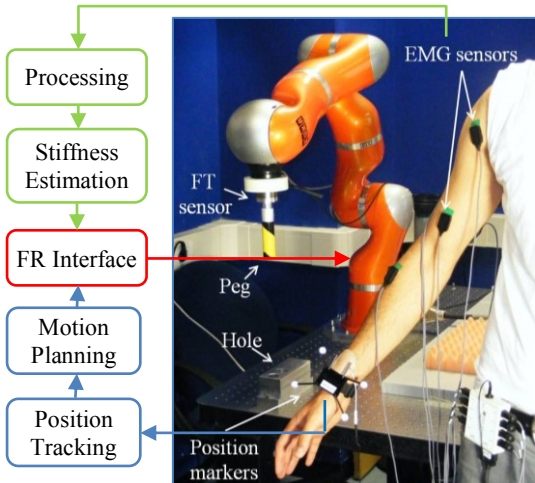 Processing
Stiffness
Estimation
FR Interface
Motion
Planning
Position
Tracking
EMG sensors
FT
sensor
Peg
Hole
Position
markers